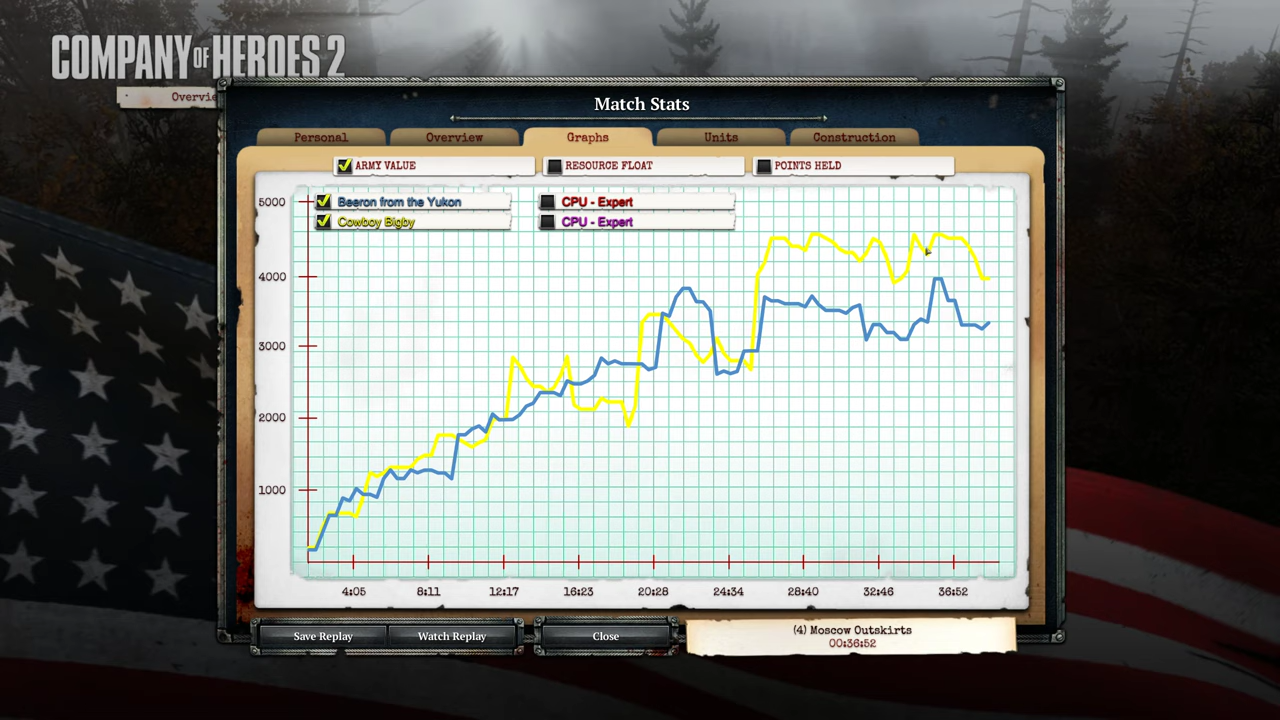 COMPANY OF HEROES 2
Overvie
Match Stats
Personal Overview Graphs Units Construction
ARMY VALUE RESOURCE FLOAT POINTS HELD
Beeron from the Yukon CPU - Expert
Cowboy Bigby CPU - Expert
5000
4000
3000
2000
1000
4:05 8:11 12:17 16:23 20:28 24:34 28:40 32:46 36:52
Save Replay Watch Replay Close
(4) Moscow Outskirts
00:36:52